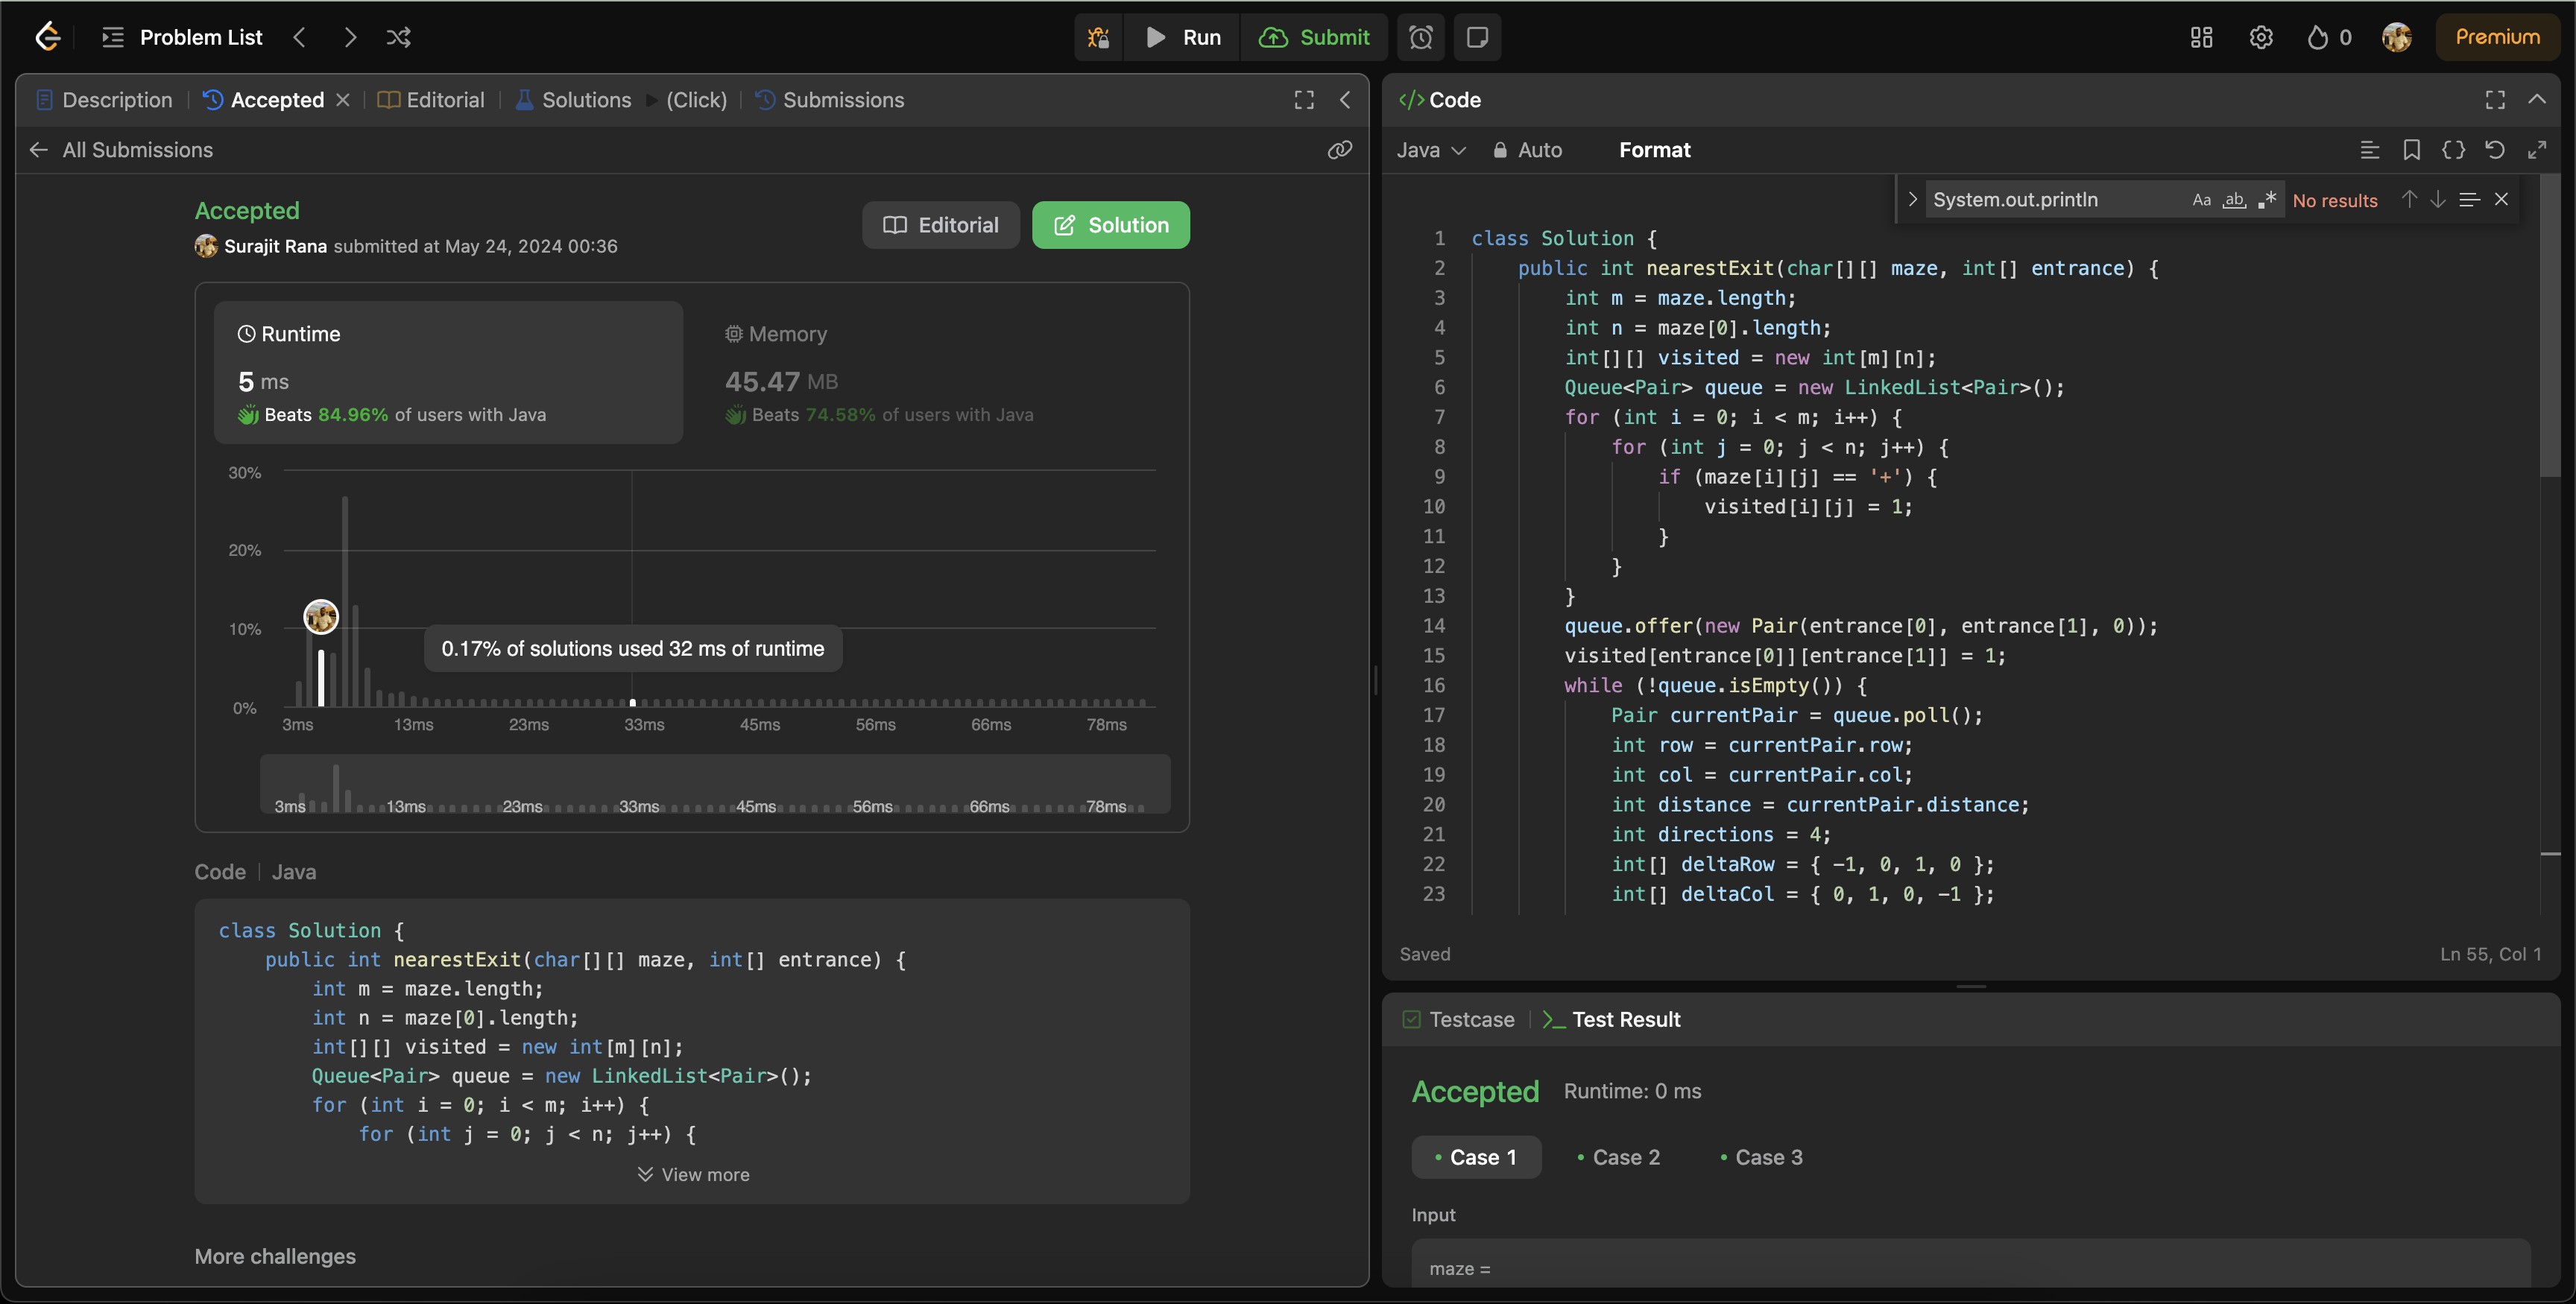 Problem List
Run
Submit
0
Premium
Description
Accepted
Editorial
Solutions
(Click)
Submissions
All Submissions
Accepted
Surajit Rana submitted at May 24, 2024 00:36
Editorial
Solution
Runtime
5 ms
Beats 84.96% of users with Java
Memory
45.47 MB
Beats 74.58% of users with Java
30%
20%
10%
0%
0.17% of solutions used 32 ms of runtime
3ms 13ms 23ms 33ms 45ms 56ms 66ms 78ms
3ms 13ms 23ms 33ms 45ms 56ms 66ms 78ms
Code | Java
class Solution {
    public int nearestExit(char[][] maze, int[] entrance) {
        int m = maze.length;
        int n = maze[0].length;
        int[][] visited = new int[m][n];
        Queue<Pair> queue = new LinkedList<Pair>();
        for (int i = 0; i < m; i++) {
            for (int j = 0; j < n; j++) {
View more
More challenges
</> Code
Java
Auto
Format
System.out.println
Aa ab .* No results
1 class Solution {
2     public int nearestExit(char[][] maze, int[] entrance) {
3         int m = maze.length;
4         int n = maze[0].length;
5         int[][] visited = new int[m][n];
6         Queue<Pair> queue = new LinkedList<Pair>();
7         for (int i = 0; i < m; i++) {
8             for (int j = 0; j < n; j++) {
9                 if (maze[i][j] == '+') {
10                     visited[i][j] = 1;
11                 }
12             }
13         }
14         queue.offer(new Pair(entrance[0], entrance[1], 0));
15         visited[entrance[0]][entrance[1]] = 1;
16         while (!queue.isEmpty()) {
17             Pair currentPair = queue.poll();
18             int row = currentPair.row;
19             int col = currentPair.col;
20             int distance = currentPair.distance;
21             int directions = 4;
22             int[] deltaRow = { -1, 0, 1, 0 };
23             int[] deltaCol = { 0, 1, 0, -1 };
Saved
Ln 55, Col 1
Testcase
>_ Test Result
Accepted
Runtime: 0 ms
• Case 1
• Case 2
• Case 3
Input
maze =